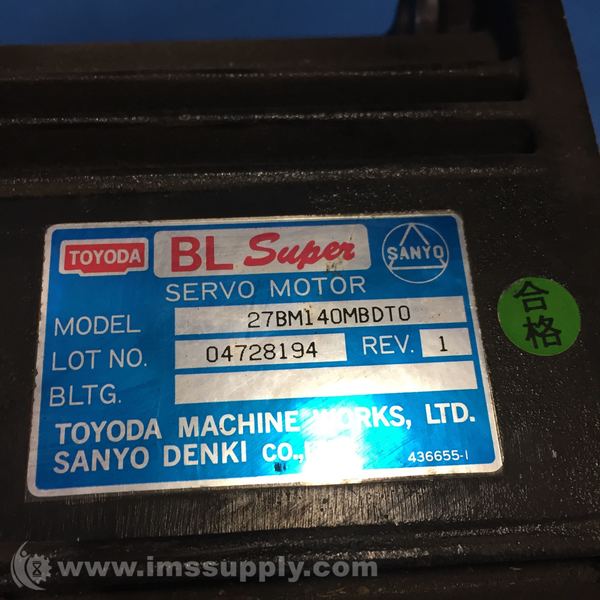 TOYODA BL Super SANYO
SERVO MOTOR
MODEL 27BM140MBDT0
LOT NO. 04728194 REV. 1
BLTG.
TOYODA MACHINE WORKS, LTD.
SANYO DENKI CO.,
436655-1
合格
www.imssupply.com